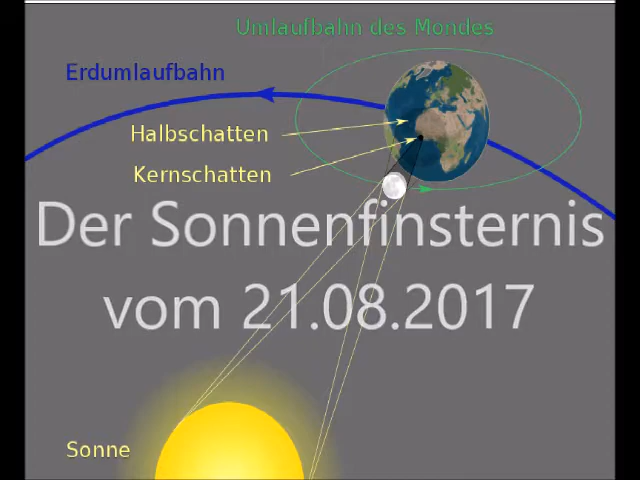 Umlaufbahn des Mondes
Erdumlaufbahn
Halbschatten
Kernschatten
Der Sonnenfinsternis
vom 21.08.2017
Sonne